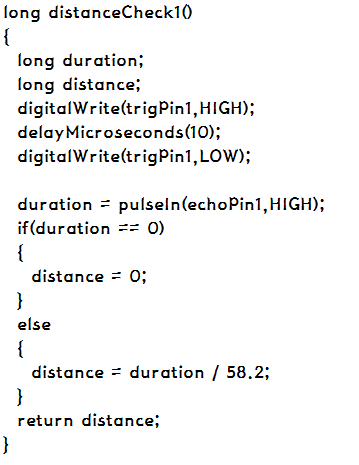 long distanceCheck1()
{
  long duration;
  long distance;
  digitalWrite(trigPin1,HIGH);
  delayMicroseconds(10);
  digitalWrite(trigPin1,LOW);

  duration = pulseIn(echoPin1,HIGH);
  if(duration == 0)
  {
    distance = 0;
  }
  else
  {
    distance = duration / 58.2;
  }
  return distance;
}